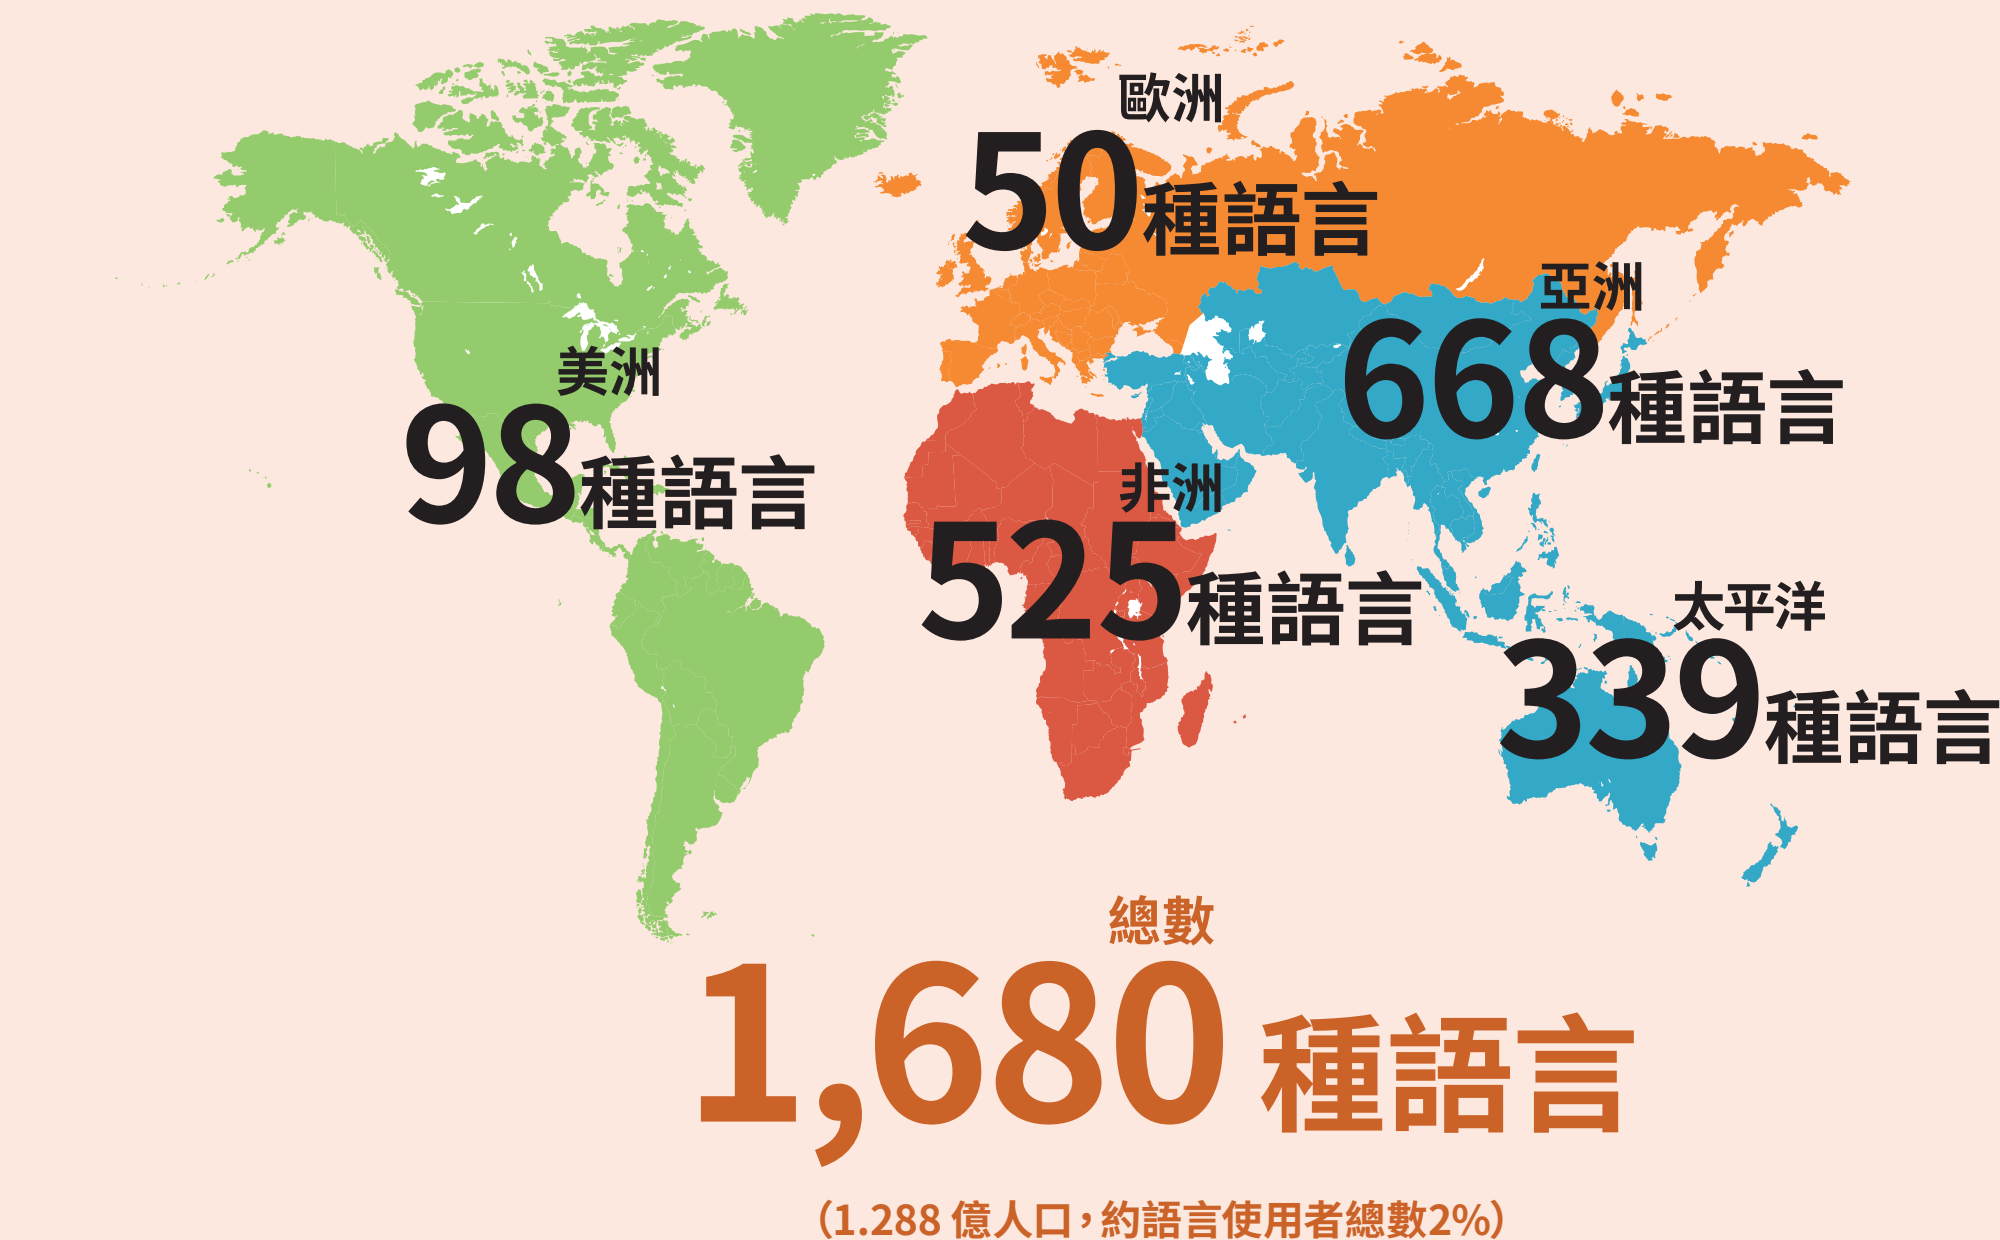 歐洲
50種語言
亞洲
668種語言
美洲
98種語言
非洲
525種語言
太平洋
339種語言
總數
1,680 種語言
（1.288 億人口，約語言使用者總數2%）